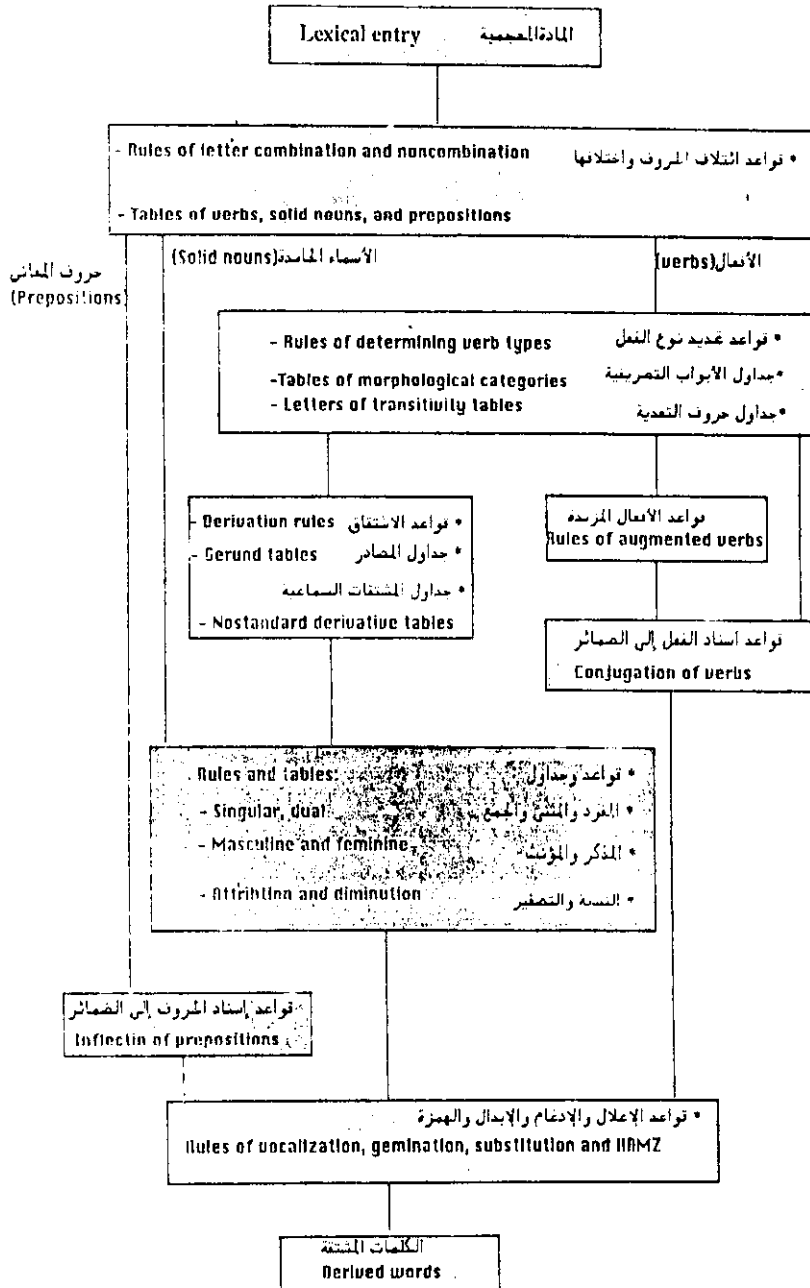 Lexical entry المادة المعجمية
- Rules of letter combination and noncombination • قواعد ائتلاف الحروف واختلافها
- Tables of verbs, solid nouns, and prepositions
حروف المعاني
(Prepositions)
(Solid nouns) الأسماء الجامدة
(verbs) الأفعال
- Rules of determining verb types • قواعد تحديد نوع الفعل
-Tables of morphological categories •جداول الأبواب التصريفية
- Letters of transitivity tables •جداول حروف التعدية
- Derivation rules • قواعد الاشتقاق
- Gerund tables • جداول المصادر
• جداول المشتقات السماعية
- Nostandard derivative tables
قواعد الأفعال المزيدة
Rules of augmented verbs
قواعد اسناد الفعل إلى الضمائر
Conjugation of verbs
Rules and tables: • قواعد وجداول
- Singular, dual • المفرد والمثنى والجمع
- Masculine and feminine • المذكر والمؤنث
- Attribtion and diminution • النسبة والتصغير
قواعد إسناد الحروف إلى الضمائر
Inflectin of prepositions
• قواعد الإعلال والإدغام والإبدال والهمزة
Rules of vocalization, gemination, substitution and HAMZ
الكلمات المشتقة
Derived words